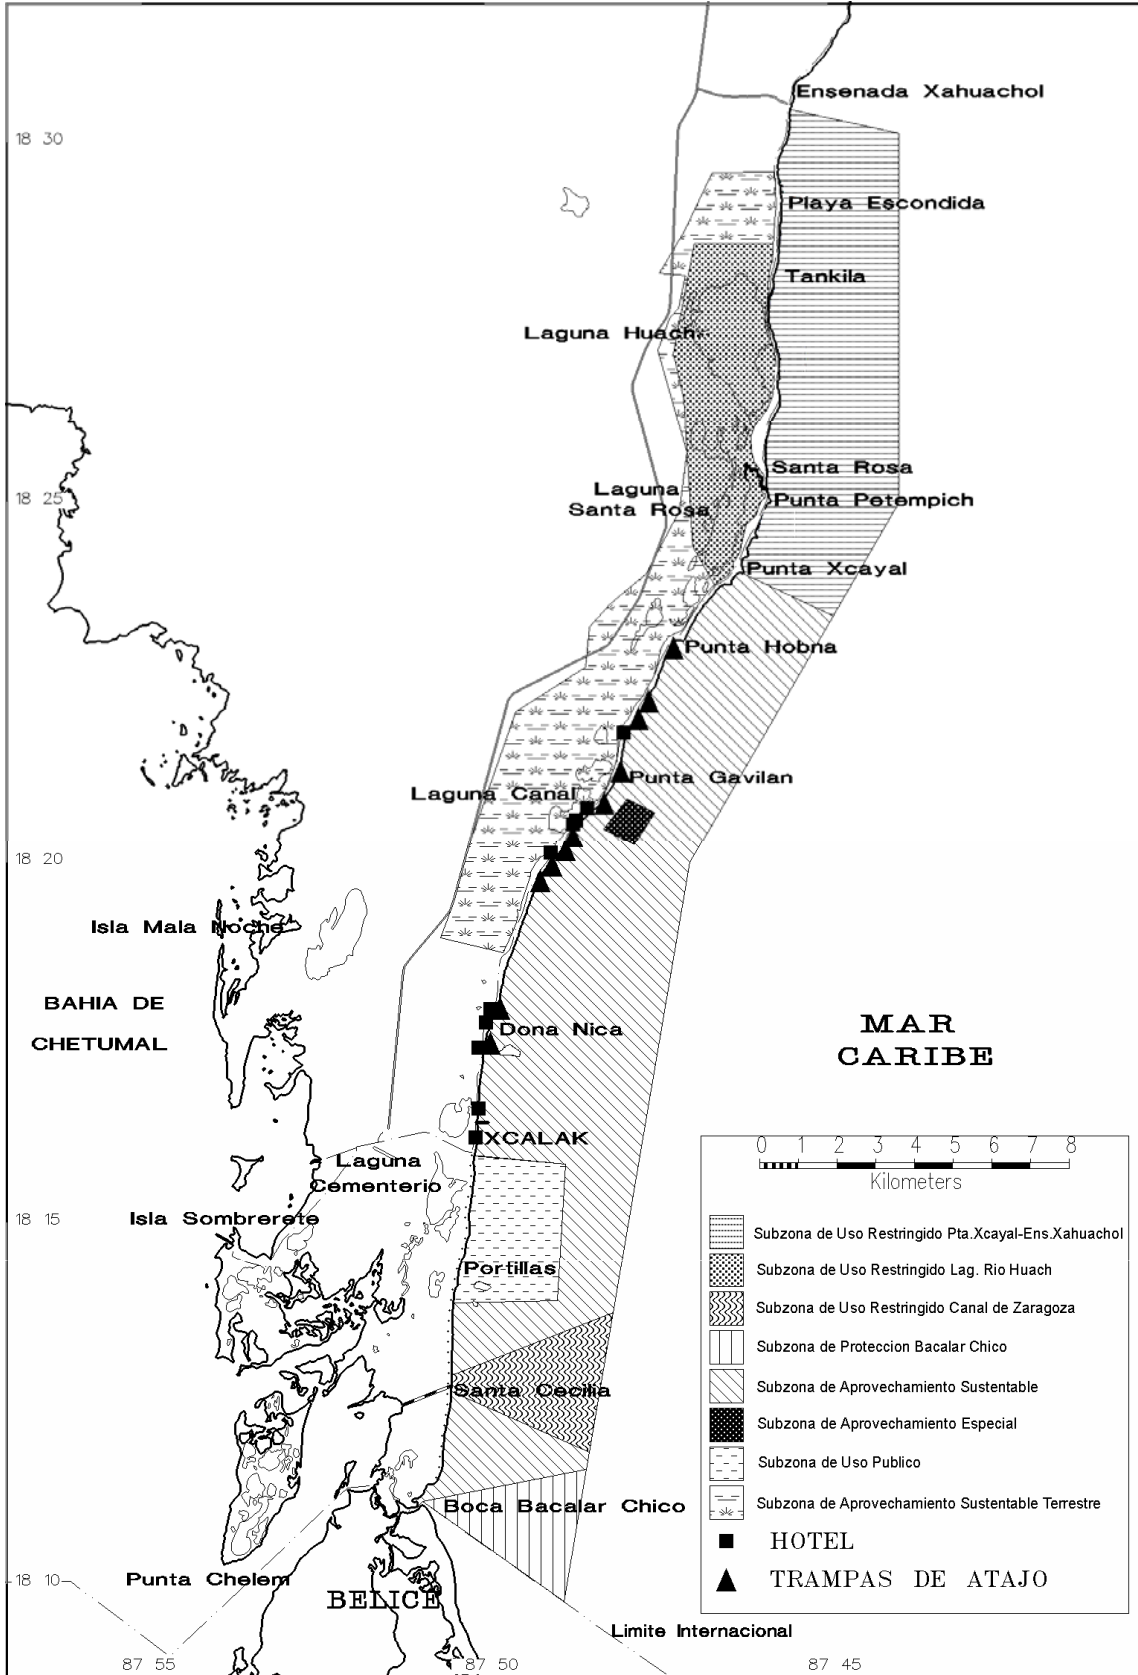 Ensenada Xahuachol
18 30
Playa Escondida
Tankila
Laguna Huach
Santa Rosa
Laguna
Santa Rosa
18 25
Punta Petempich
Punta Xcayal
Punta Hobna
Punta Gavilan
Laguna Canal
18 20
Isla Mala Noche
BAHIA DE
CHETUMAL
Dona Nica
MAR
CARIBE
XCALAK
Laguna
Cementerio
18 15
Isla Sombrerete
Portillas
Santa Cecilia
Boca Bacalar Chico
18 10
Punta Chelem
BELICE
Limite Internacional
87 55
87 50
87 45
0 1 2 3 4 5 6 7 8
Kilometers
Subzona de Uso Restringido Pta.Xcayal-Ens.Xahuachol
Subzona de Uso Restringido Lag. Rio Huach
Subzona de Uso Restringido Canal de Zaragoza
Subzona de Proteccion Bacalar Chico
Subzona de Aprovechamiento Sustentable
Subzona de Aprovechamiento Especial
Subzona de Uso Publico
Subzona de Aprovechamiento Sustentable Terrestre
HOTEL
TRAMPAS DE ATAJO